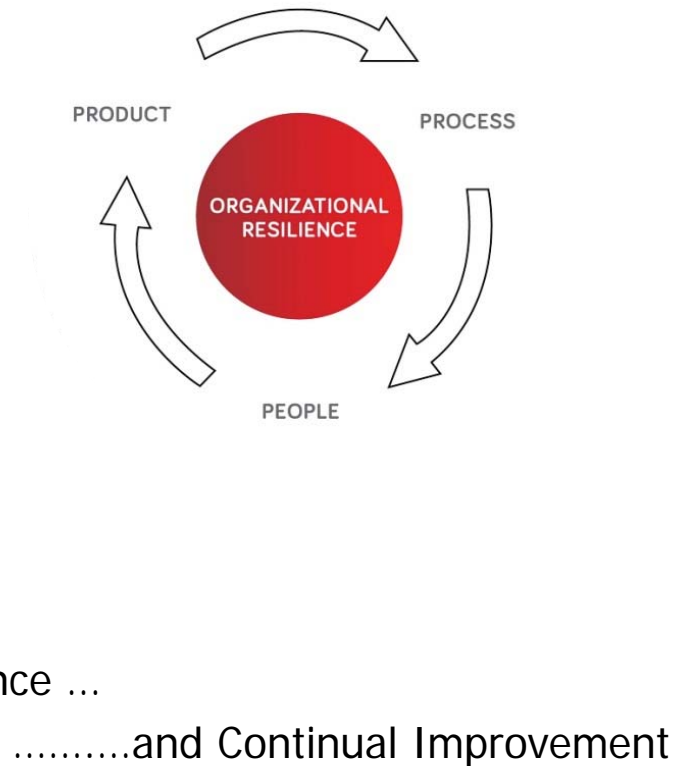 PRODUCT
PROCESS
ORGANIZATIONAL
RESILIENCE
PEOPLE
nce ...
..........and Continual Improvement